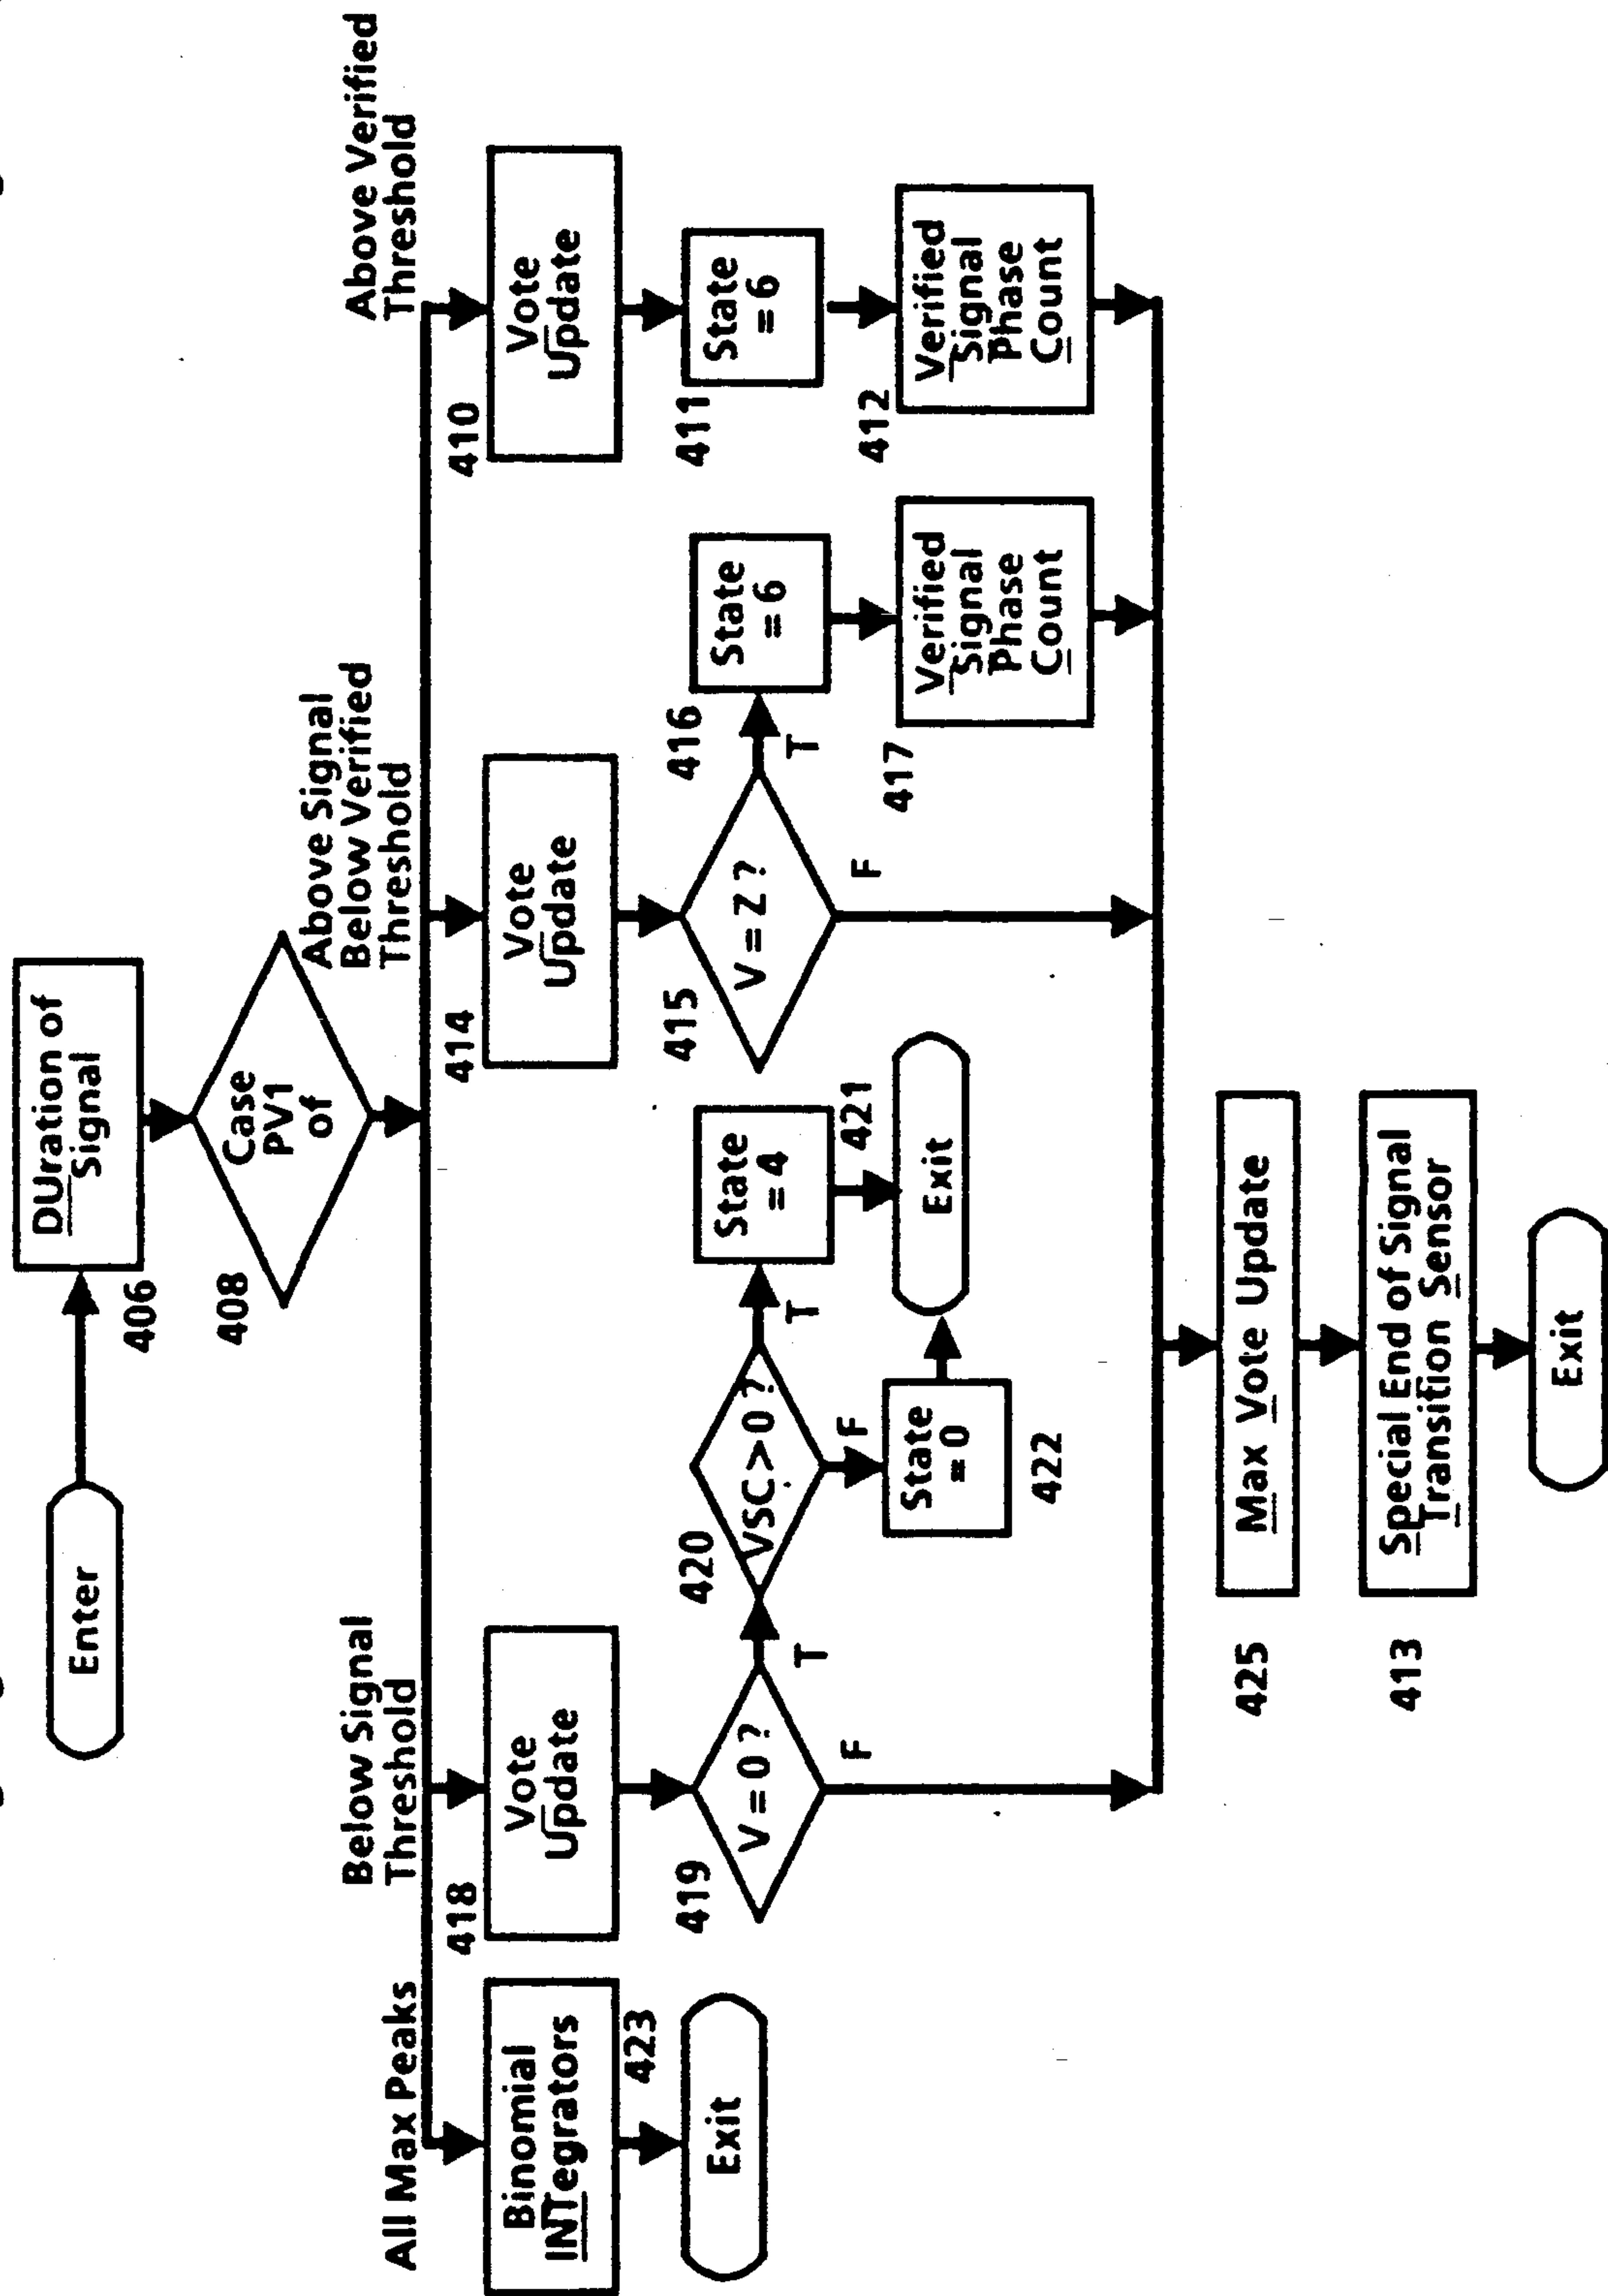 Enter
DUration of
Signal
406
408
Case
PV1
of
All Max Peaks
Below Signal
Threshold
Above Signal
Below Verified
Threshold
Above Verified
Threshold
Binomial
INTegrators
423
Exit
418
Vote
Update
419
V = 0 ?
T
F
420
VSC > 0 ?
T
F
State
= 4
421
Exit
State
= 0
422
414
Vote
Update
415
V = Z ?
T
F
416
State
= 6
417
Verified
Signal
Phase
Count
410
Vote
Update
411
State
= 6
412
Verified
Signal
Phase
Count
425
Max Vote Update
413
Special End of Signal
Transition Sensor
Exit